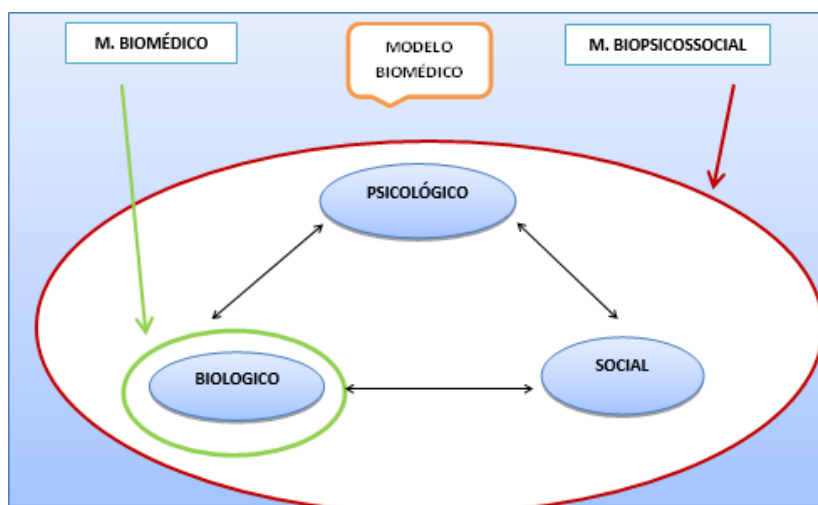 M. BIOMÉDICO
MODELO
BIOMÉDICO
M. BIOPSICOSSOCIAL
PSICOLÓGICO
BIOLOGICO
SOCIAL